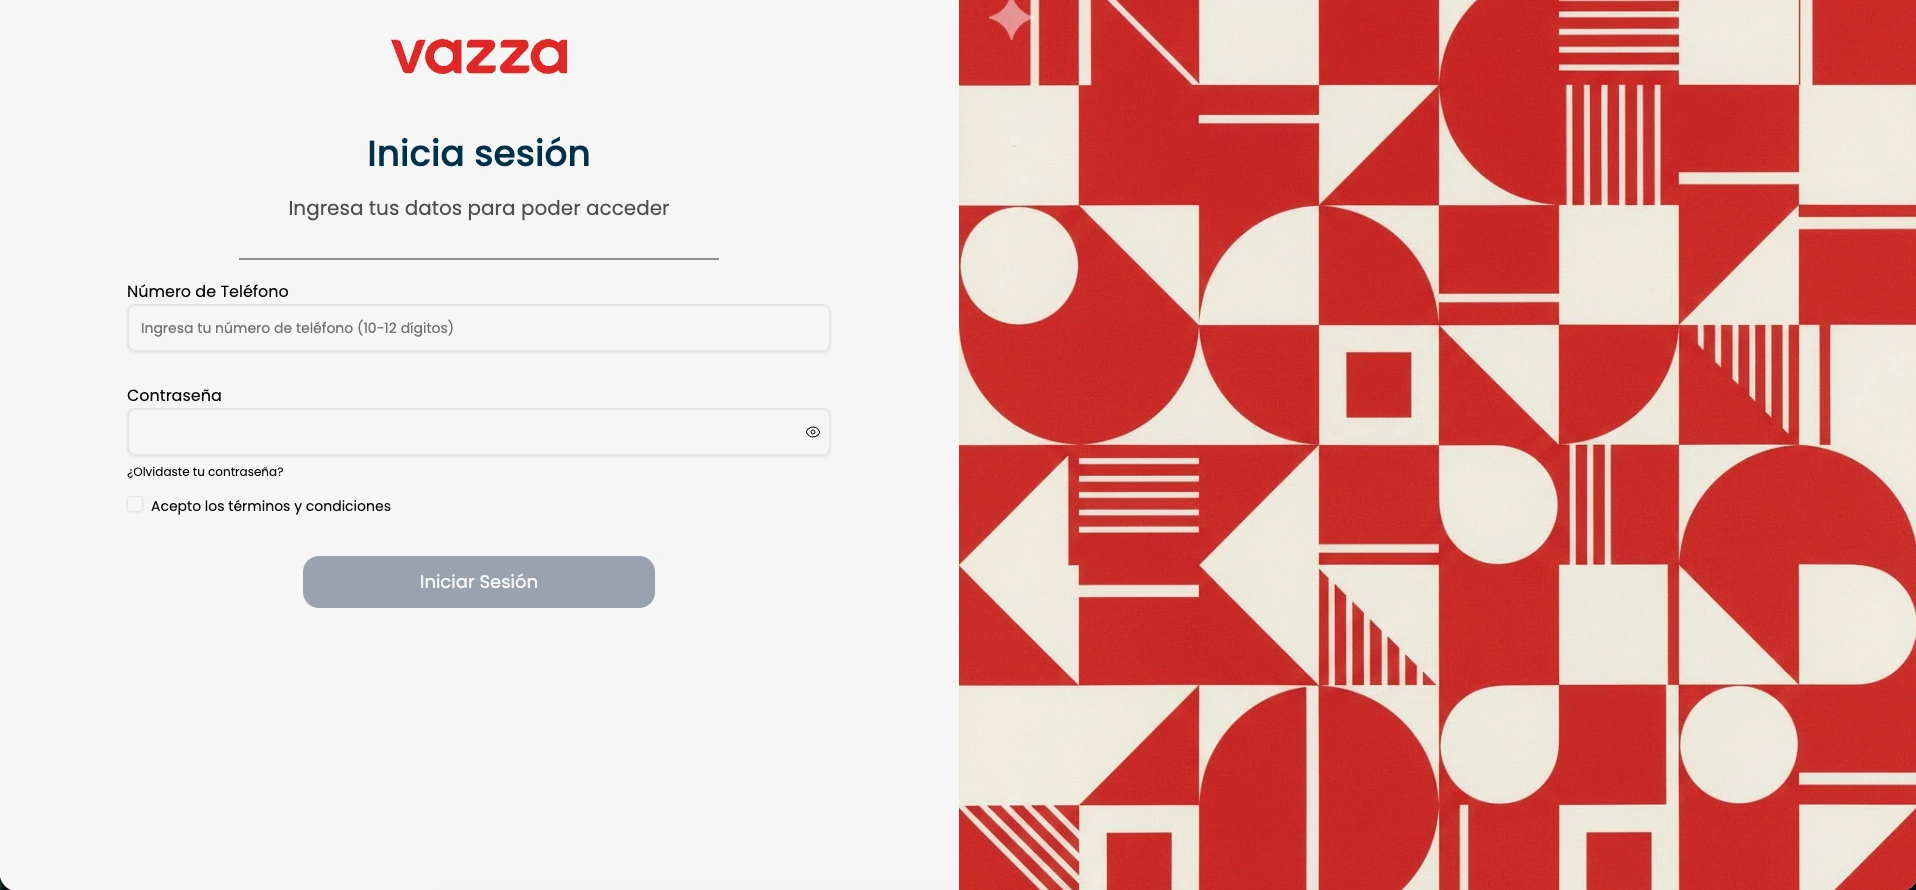 vazza
Inicia sesión
Ingresa tus datos para poder acceder
Número de Teléfono
Ingresa tu número de teléfono (10-12 dígitos)
Contraseña
¿Olvidaste tu contraseña?
Acepto los términos y condiciones
Iniciar Sesión